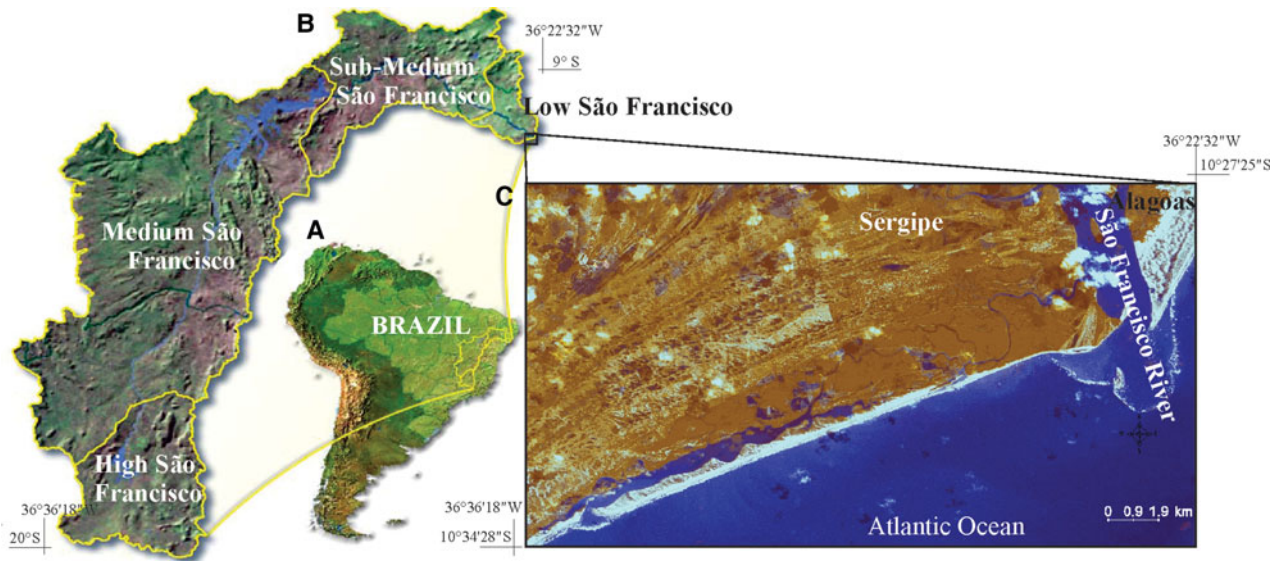 B
36°22'32"W
9° S
Sub-Medium
São Francisco
Low São Francisco
36°22'32"W
10°27'25"S
C
Alagoas
Sergipe
São Francisco River
Medium São
Francisco
A
BRAZIL
High São
Francisco
36°36'18"W
20°S
36°36'18"W
10°34'28"S
Atlantic Ocean
0 0.9 1.9 km